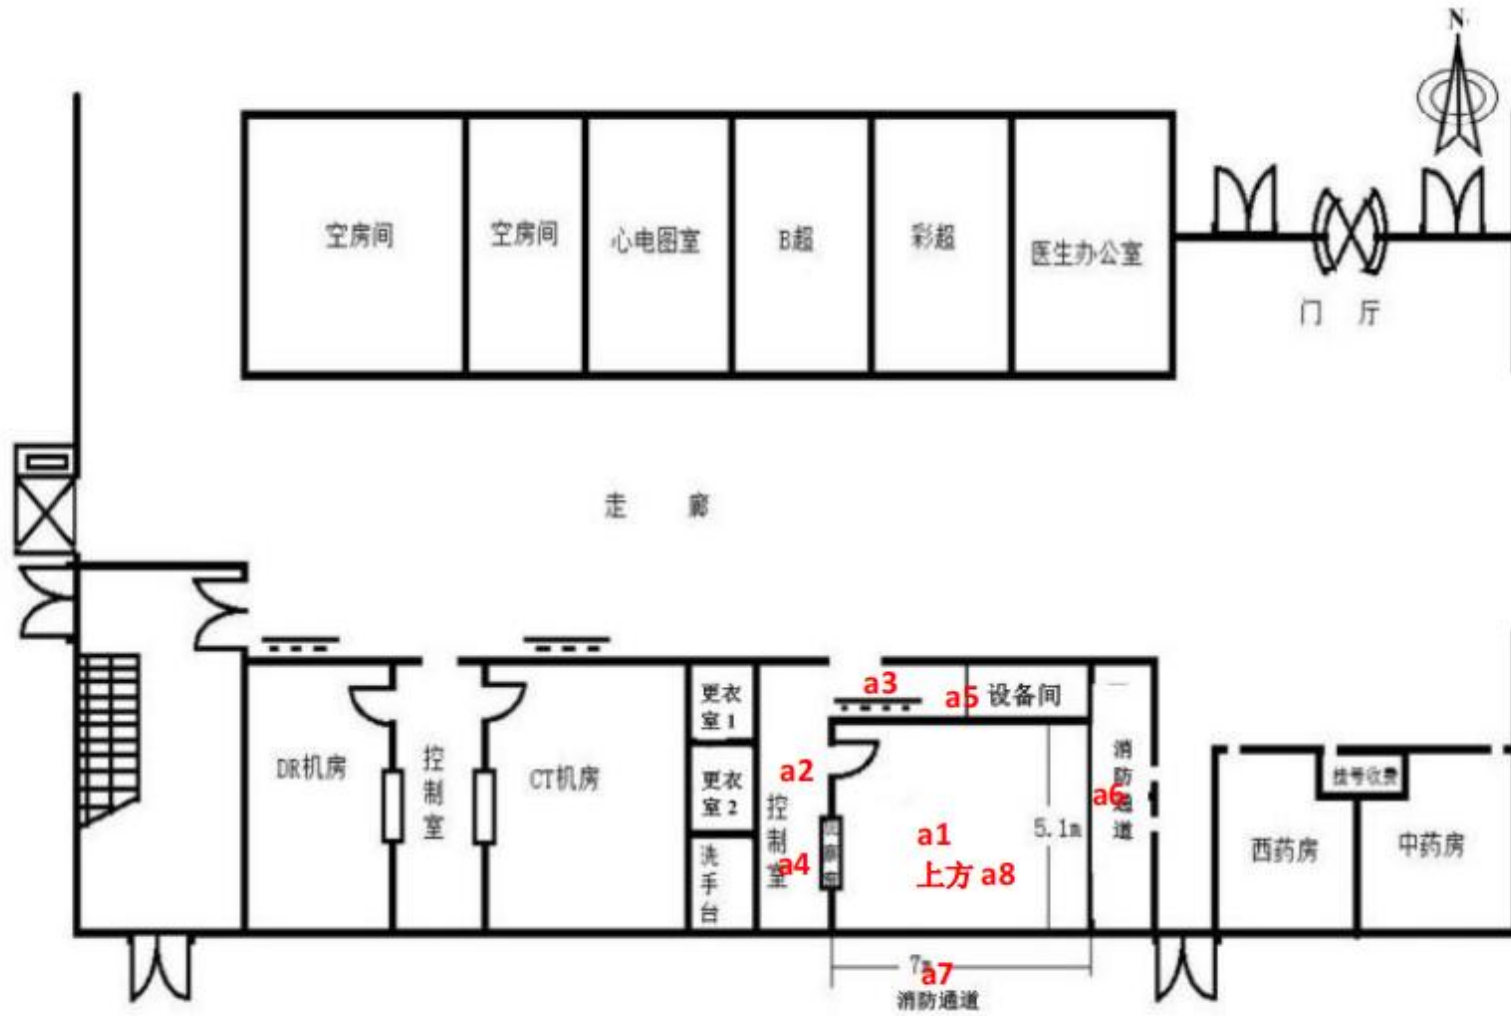 N
空房间
空房间
心电图室
B超
彩超
医生办公室
门 厅
走 廊
DR机房
控制室
CT机房
更衣
室1
更衣
室2
洗手台
控制室
a3
a5
设备间
a2
a4
a1
上方 a8
5.1m
a6
消防通道
挂号收费
西药房
中药房
7m
a7
消防通道